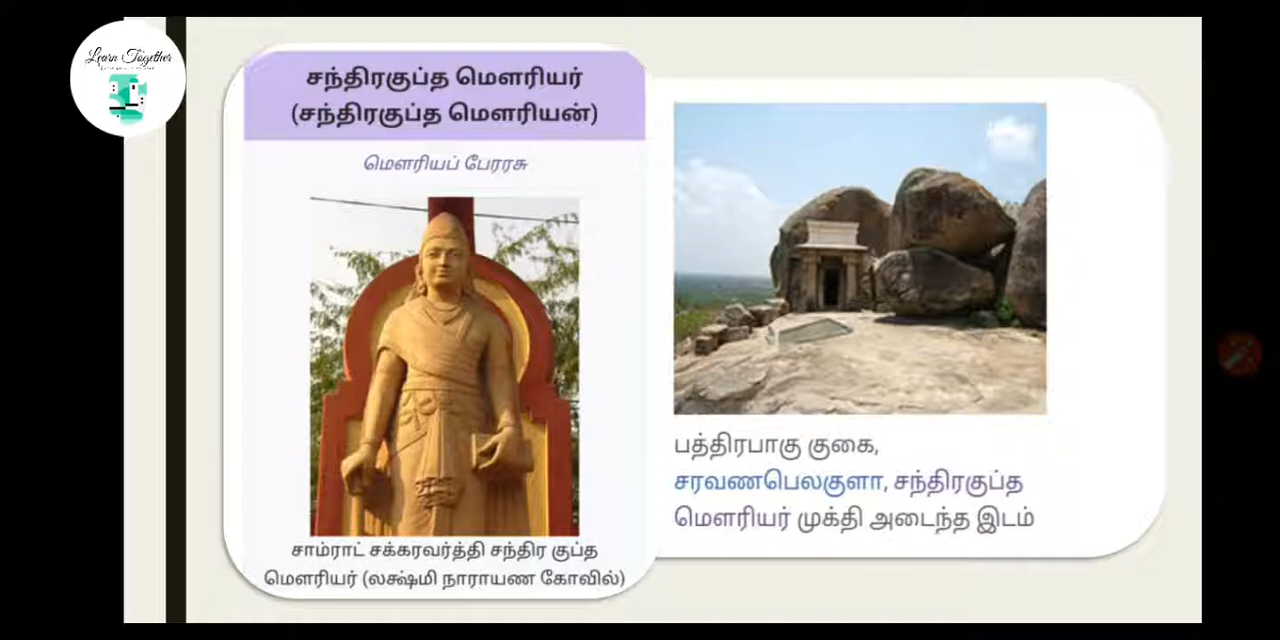 Learn Together
சந்திரகுப்த மௌரியர்
(சந்திரகுப்த மௌரியன்)
மௌரியப் பேரரசு
சாம்ராட் சக்கரவர்த்தி சந்திர குப்த
மௌரியர் (லக்ஷ்மி நாராயண கோவில்)
பத்திரபாகு குகை,
சரவணபெலகுளா, சந்திரகுப்த
மௌரியர் முக்தி அடைந்த இடம்